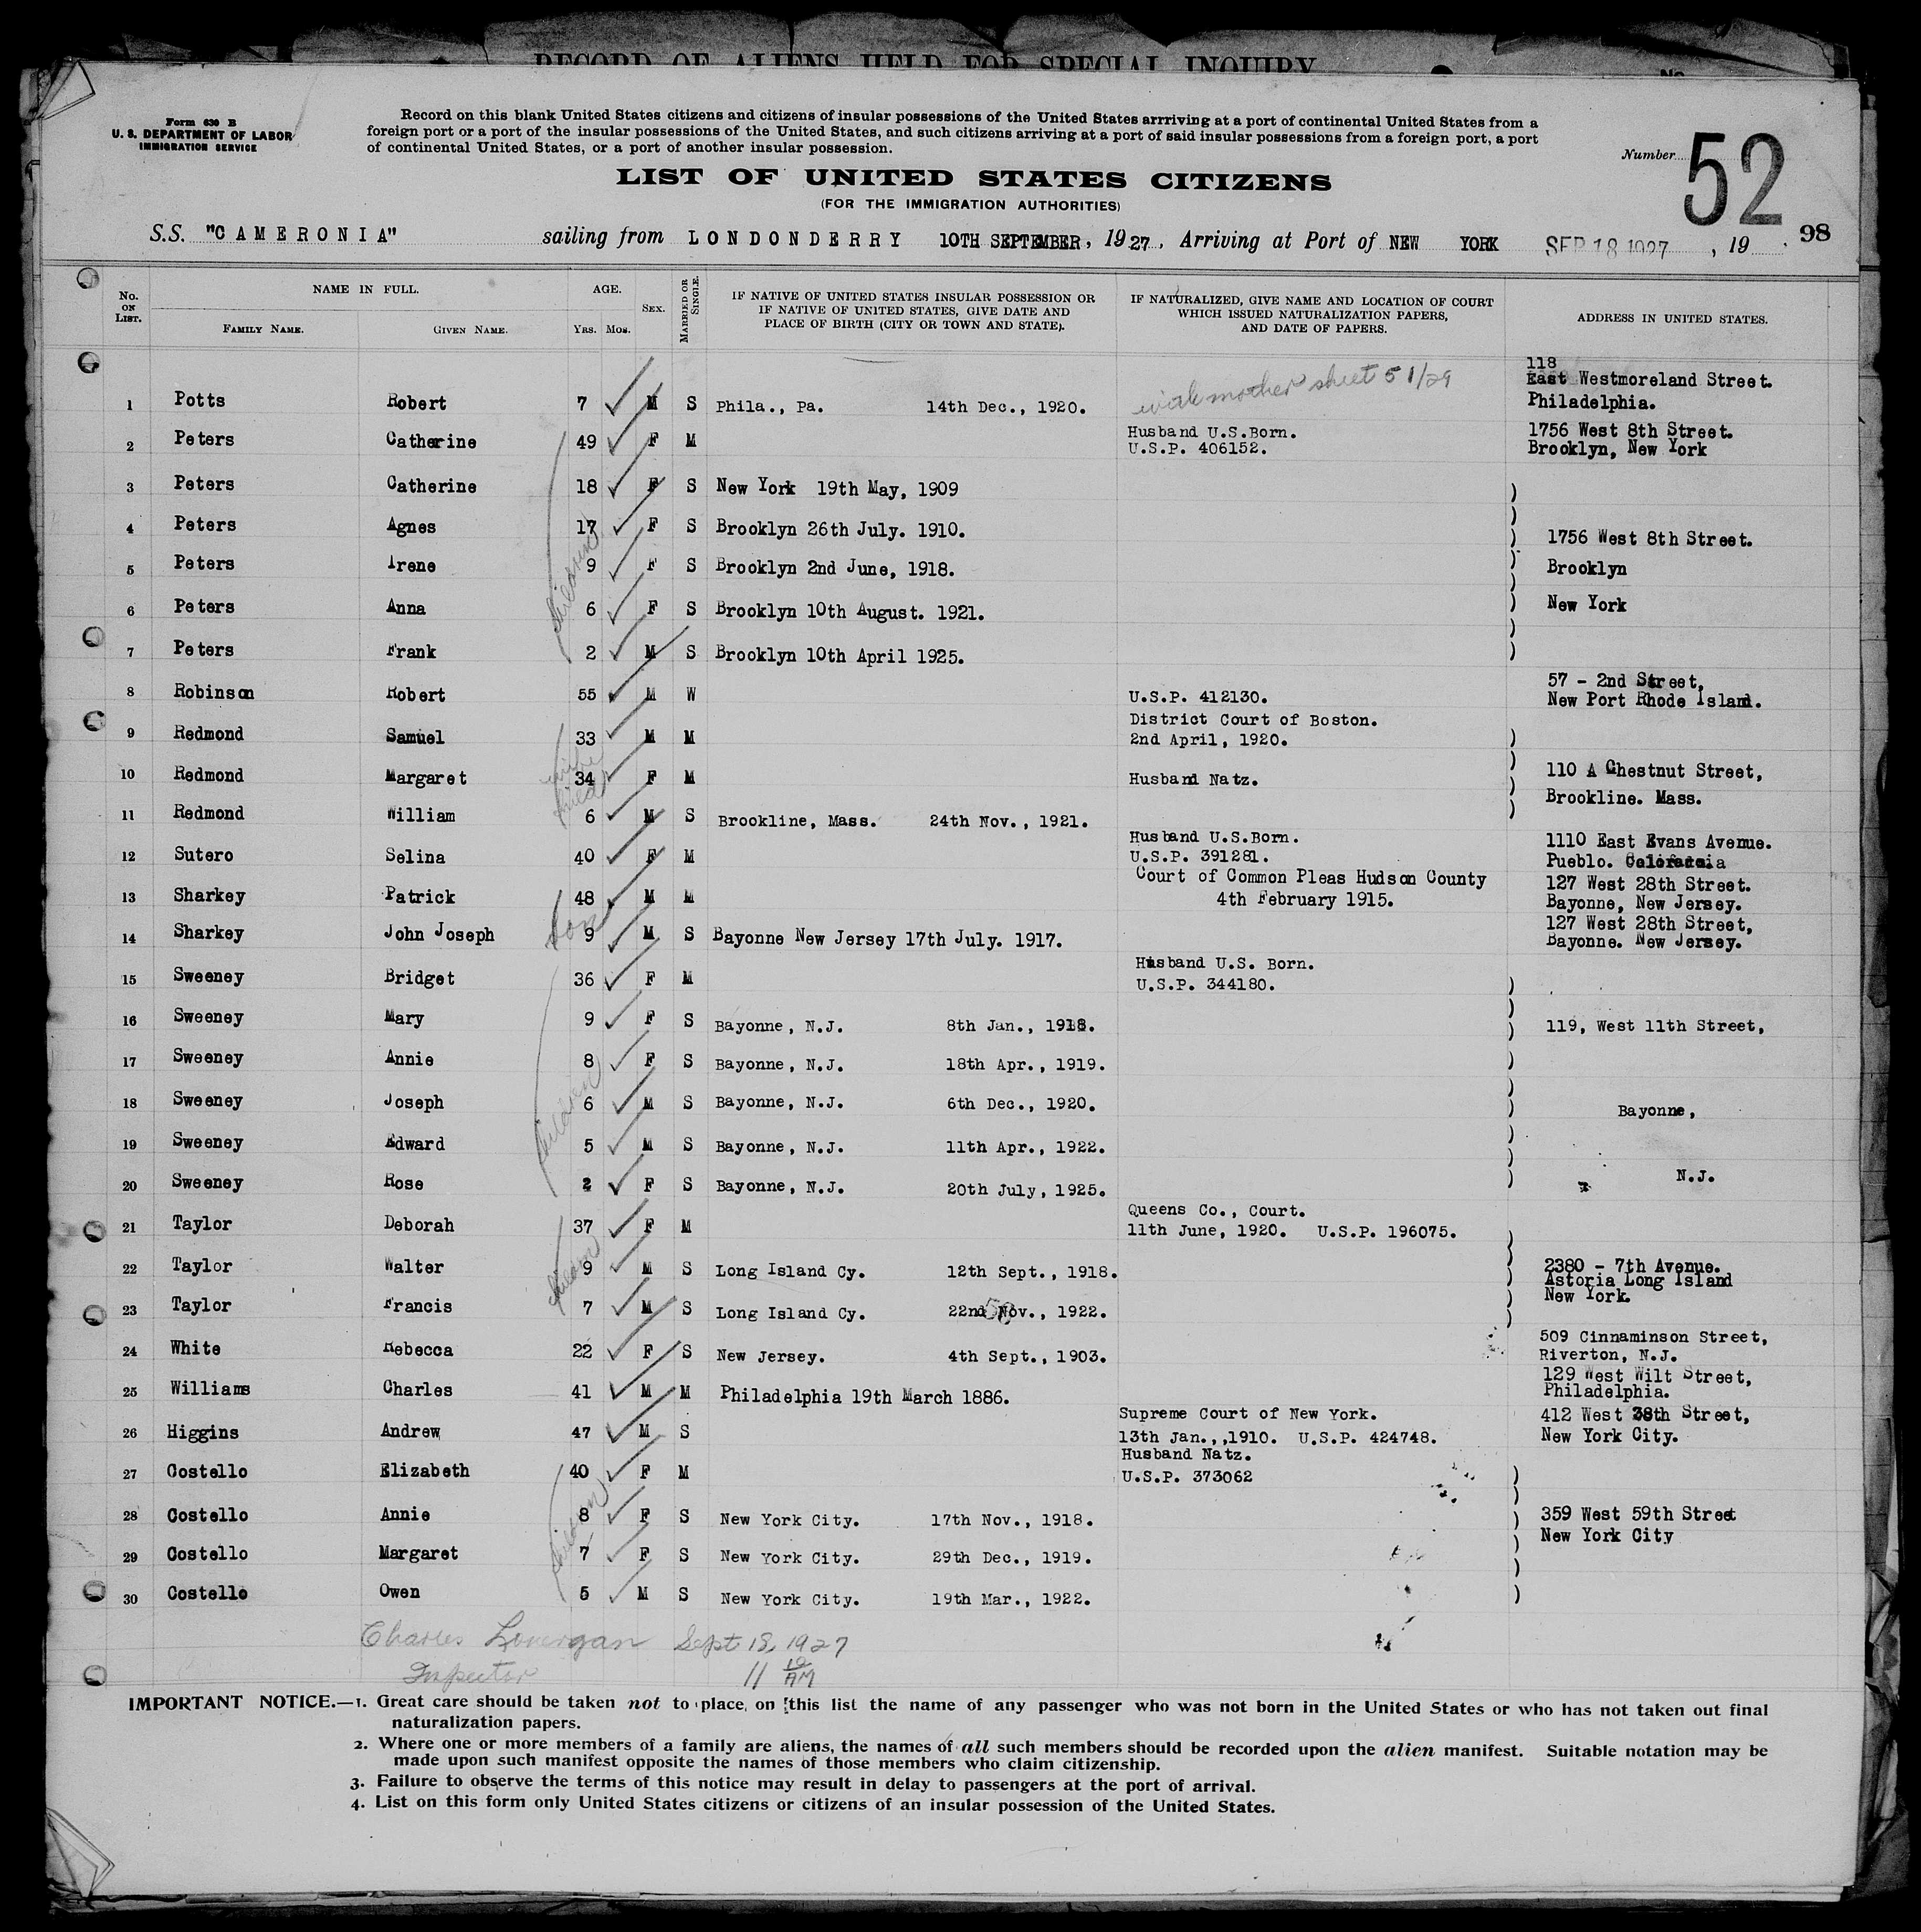 RECORD OF ALIENS HELD FOR SPECIAL INQUIRY
No
Form 630 B
U. S. DEPARTMENT OF LABOR
IMMIGRATION SERVICE
Record on this blank United States citizens and citizens of insular possessions of the United States arrriving at a port of continental United States from a
foreign port or a port of the insular possessions of the United States, and such citizens arriving at a port of said insular possessions from a foreign port, a port
of continental United States, or a port of another insular possession.
Number 52
LIST OF UNITED STATES CITIZENS
(FOR THE IMMIGRATION AUTHORITIES)
S.S. "CAMERONIA" sailing from LONDONDERRY 10TH SEPTEMBER, 1927, Arriving at Port of NEW YORK SEP 18 1927, 19 98
No. ON LIST. NAME IN FULL. FAMILY NAME. GIVEN NAME. AGE. Yrs. Mos. SEX. MARRIED OR SINGLE. IF NATIVE OF UNITED STATES INSULAR POSSESSION OR IF NATIVE OF UNITED STATES, GIVE DATE AND PLACE OF BIRTH (CITY OR TOWN AND STATE). IF NATURALIZED, GIVE NAME AND LOCATION OF COURT WHICH ISSUED NATURALIZATION PAPERS, AND DATE OF PAPERS. ADDRESS IN UNITED STATES.
1 Potts Robert 7 M S Phila., Pa. 14th Dec., 1920. with mother sheet 51/29 118 East Westmoreland Street. Philadelphia.
2 Peters Catherine 49 F M Husband U.S.Born. U.S.P. 406152. 1756 West 8th Street. Brooklyn, New York
3 Peters Catherine 18 F S New York 19th May, 1909
4 Peters Agnes 17 F S Brooklyn 26th July. 1910. 1756 West 8th Street.
children
5 Peters Irene 9 F S Brooklyn 2nd June, 1918. Brooklyn
6 Peters Anna 6 F S Brooklyn 10th August. 1921. New York
7 Peters Frank 2 M S Brooklyn 10th April 1925.
8 Robinson Robert 55 M W U.S.P. 412130. 57 - 2nd Street, New Port Rhode Island.
9 Redmond Samuel 33 M M District Court of Boston. 2nd April, 1920.
wife
10 Redmond Margaret 34 F M Husband Natz. 110 A Chestnut Street,
child
11 Redmond William 6 M S Brookline, Mass. 24th Nov., 1921. Brookline. Mass.
12 Sutero Selina 40 F M Husband U.S.Born. U.S.P. 391281. 1110 East Evans Avenue. Pueblo.
13 Sharkey Patrick 48 M M Court of Common Pleas Hudson County 4th February 1915. 127 West 28th Street. Bayonne, New Jersey.
son
14 Sharkey John Joseph 9 M S Bayonne New Jersey 17th July. 1917. 127 West 28th Street, Bayonne. New Jersey.
15 Sweeney Bridget 36 F M Husband U.S. Born. U.S.P. 344180.
16 Sweeney Mary 9 F S Bayonne, N.J. 8th Jan., 1918. 119, West 11th Street,
17 Sweeney Annie 8 F S Bayonne, N.J. 18th Apr., 1919.
children
18 Sweeney Joseph 6 M S Bayonne, N.J. 6th Dec., 1920. Bayonne,
19 Sweeney Edward 5 M S Bayonne, N.J. 11th Apr., 1922.
20 Sweeney Rose 2 F S Bayonne, N.J. 20th July, 1925. N.J.
21 Taylor Deborah 37 F M Queens Co., Court. 11th June, 1920. U.S.P. 196075.
children
22 Taylor Walter 9 M S Long Island Cy. 12th Sept., 1918. 2380 - 7th Avenue. Astoria Long Island
23 Taylor Francis 7 M S Long Island Cy. 22nd Nov., 1922. New York.
24 White Rebecca 22 F S New Jersey. 4th Sept., 1903. 509 Cinnaminson Street, Riverton, N.J.
25 Williams Charles 41 M M Philadelphia 19th March 1886. 129 West Wilt Street, Philadelphia.
26 Higgins Andrew 47 M S Supreme Court of New York. 13th Jan.,,1910. U.S.P. 424748. 412 West 38th Street, New York City.
27 Costello Elizabeth 40 F M Husband Natz. U.S.P. 373062
28 Costello Annie 8 F S New York City. 17th Nov., 1918. 359 West 59th Street New York City
children
29 Costello Margaret 7 F S New York City. 29th Dec., 1919.
30 Costello Owen 5 M S New York City. 19th Mar., 1922.
Charles Lonergan Sept 18, 1927
Inspector 11 10 AM
IMPORTANT NOTICE.—1. Great care should be taken not to place on this list the name of any passenger who was not born in the United States or who has not taken out final
naturalization papers.
2. Where one or more members of a family are aliens, the names of all such members should be recorded upon the alien manifest. Suitable notation may be
made upon such manifest opposite the names of those members who claim citizenship.
3. Failure to observe the terms of this notice may result in delay to passengers at the port of arrival.
4. List on this form only United States citizens or citizens of an insular possession of the United States.